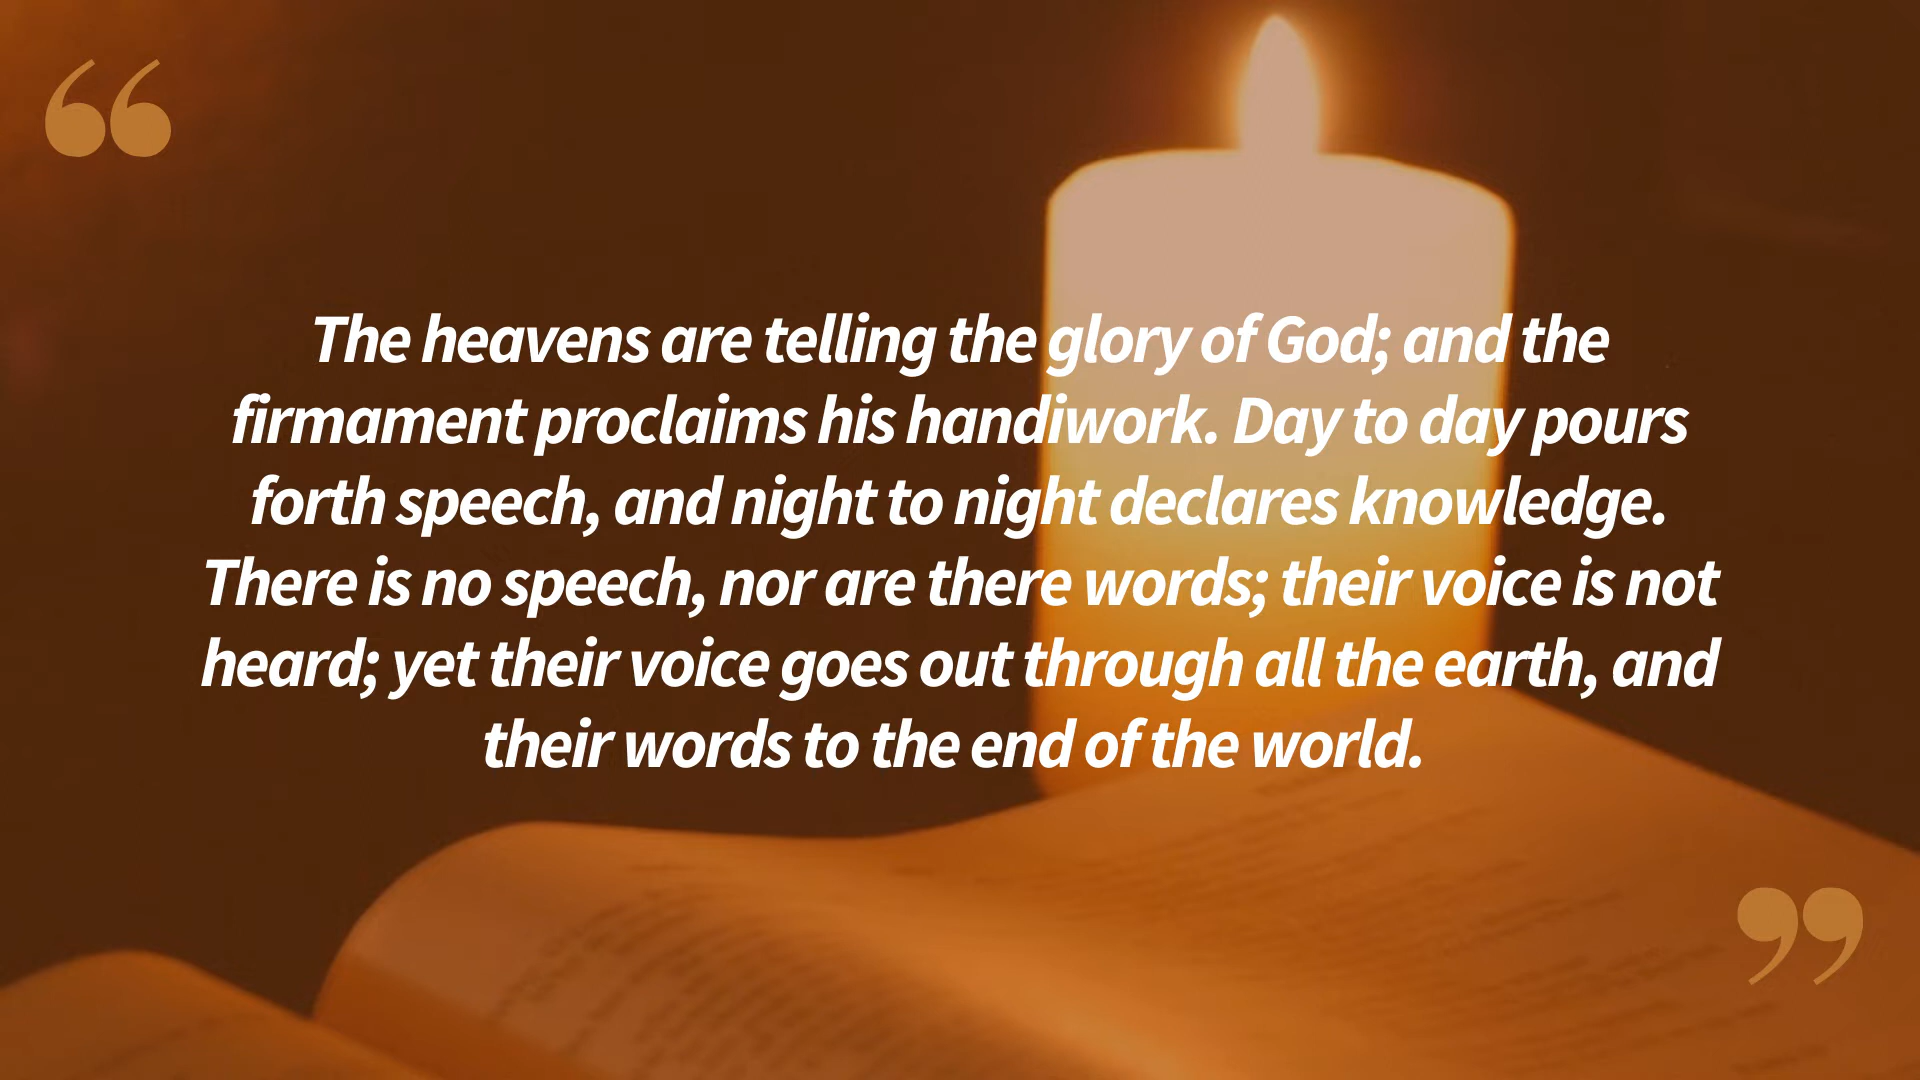 “
The heavens are telling the glory of God; and the
firmament proclaims his handiwork. Day to day pours
forth speech, and night to night declares knowledge.
There is no speech, nor are there words; their voice is not
heard; yet their voice goes out through all the earth, and
their words to the end of the world.
”